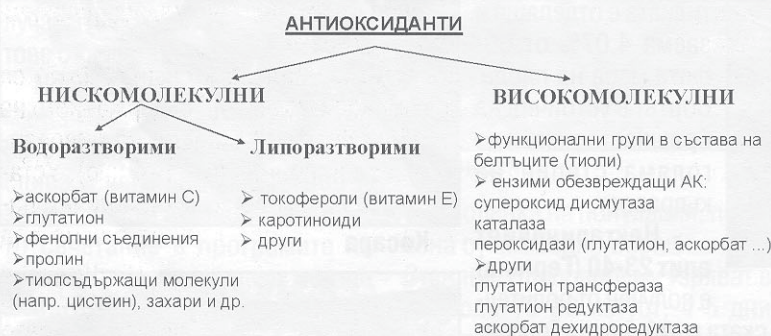 АНТИОКСИДАНТИ
НИСКОМОЛЕКУЛНИ
ВИСОКОМОЛЕКУЛНИ
Водоразтворими
Липоразтворими
➢аскорбат (витамин С)
➢глутатион
➢фенолни съединения
➢пролин
➢тиолсъдържащи молекули
(напр. цистеин), захари и др.
➢ токофероли (витамин Е)
➢ каротиноиди
➢ други
➢функционални групи в състава на
белтъците (тиоли)
➢ ензими обезвреждащи АК:
супероксид дисмутаза
каталаза
пероксидази (глутатион, аскорбат ...)
➢други
глутатион трансфераза
глутатион редуктаза
аскорбат дехидроредуктаза